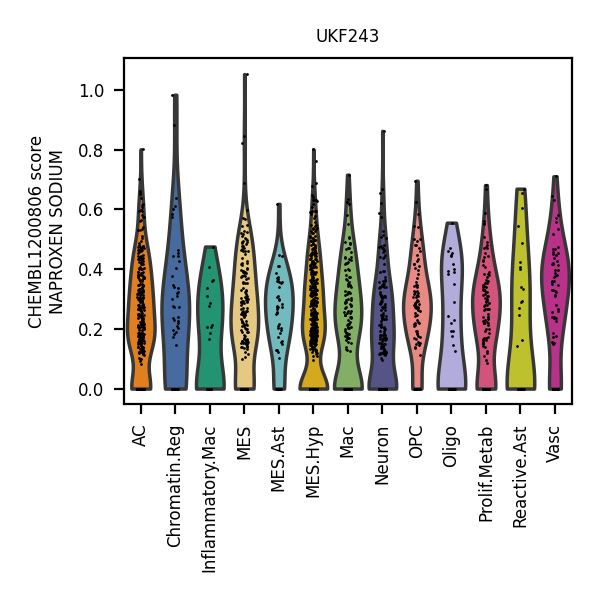 UKF243
CHEMBL1200806 score
NAPROXEN SODIUM
1.0
0.8
0.6
0.4
0.2
0.0
AC
Chromatin.Reg
Inflammatory.Mac
MES
MES.Ast
MES.Hyp
Mac
Neuron
OPC
Oligo
Prolif.Metab
Reactive.Ast
Vasc